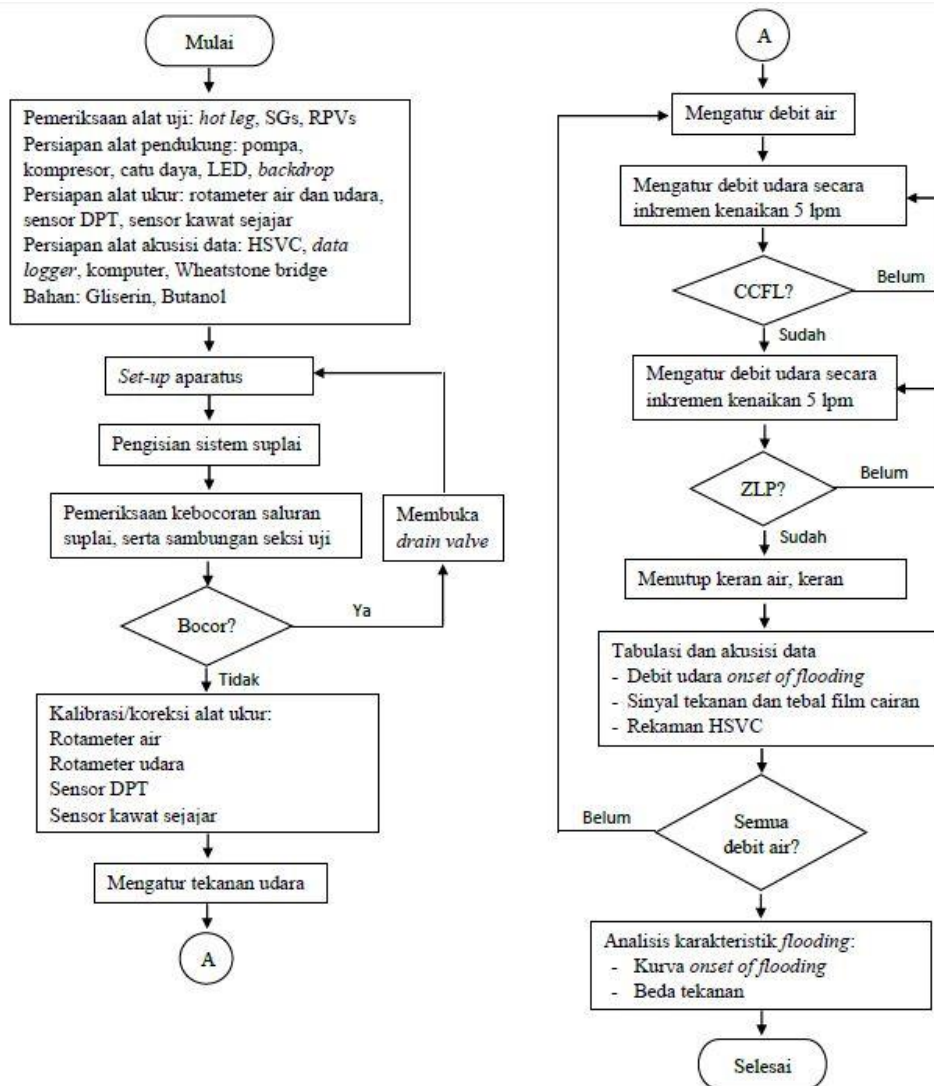 Mulai
Pemeriksaan alat uji: hot leg, SGs, RPVs
Persiapan alat pendukung: pompa,
kompresor, catu daya, LED, backdrop
Persiapan alat ukur: rotameter air dan udara,
sensor DPT, sensor kawat sejajar
Persiapan alat akusisi data: HSVC, data
logger, komputer, Wheatstone bridge
Bahan: Gliserin, Butanol
Set-up aparatus
Pengisian sistem suplai
Pemeriksaan kebocoran saluran
suplai, serta sambungan seksi uji
Membuka
drain valve
Bocor?
Ya
Tidak
Kalibrasi/koreksi alat ukur:
Rotameter air
Rotameter udara
Sensor DPT
Sensor kawat sejajar
Mengatur tekanan udara
A
A
Mengatur debit air
Mengatur debit udara secara
inkremen kenaikan 5 lpm
CCFL?
Belum
Sudah
Mengatur debit udara secara
inkremen kenaikan 5 lpm
ZLP?
Belum
Sudah
Menutup keran air, keran
Tabulasi dan akusisi data
- Debit udara onset of flooding
- Sinyal tekanan dan tebal film cairan
- Rekaman HSVC
Belum
Semua
debit air?
Analisis karakteristik flooding:
- Kurva onset of flooding
- Beda tekanan
Selesai